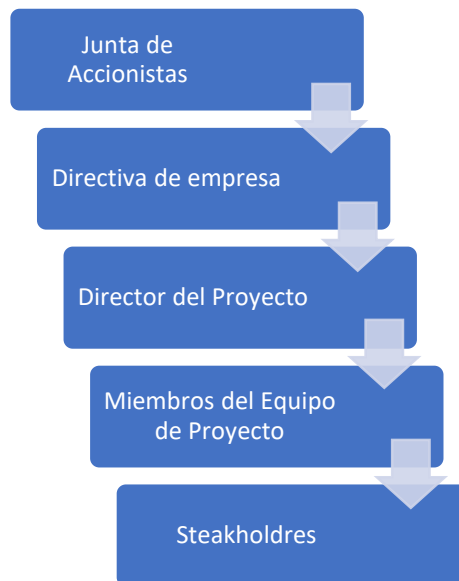 Junta de
Accionistas
Directiva de empresa
Director del Proyecto
Miembros del Equipo
de Proyecto
Steakholdres